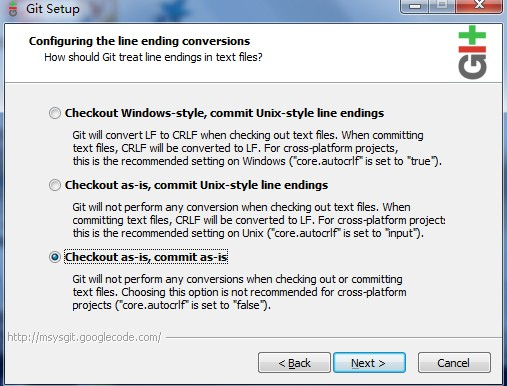 Git Setup
Configuring the line ending conversions
How should Git treat line endings in text files?
Checkout Windows-style, commit Unix-style line endings
Git will convert LF to CRLF when checking out text files. When committing
text files, CRLF will be converted to LF. For cross-platform projects,
this is the recommended setting on Windows ("core.autocrlf" is set to "true").
Checkout as-is, commit Unix-style line endings
Git will not perform any conversion when checking out text files. When
committing text files, CRLF will be converted to LF. For cross-platform projects
this is the recommended setting on Unix ("core.autocrlf" is set to "input").
Checkout as-is, commit as-is
Git will not perform any conversions when checking out or committing
text files. Choosing this option is not recommended for cross-platform
projects ("core.autocrlf" is set to "false").
http://msysgit.googlecode.com/
< Back Next > Cancel